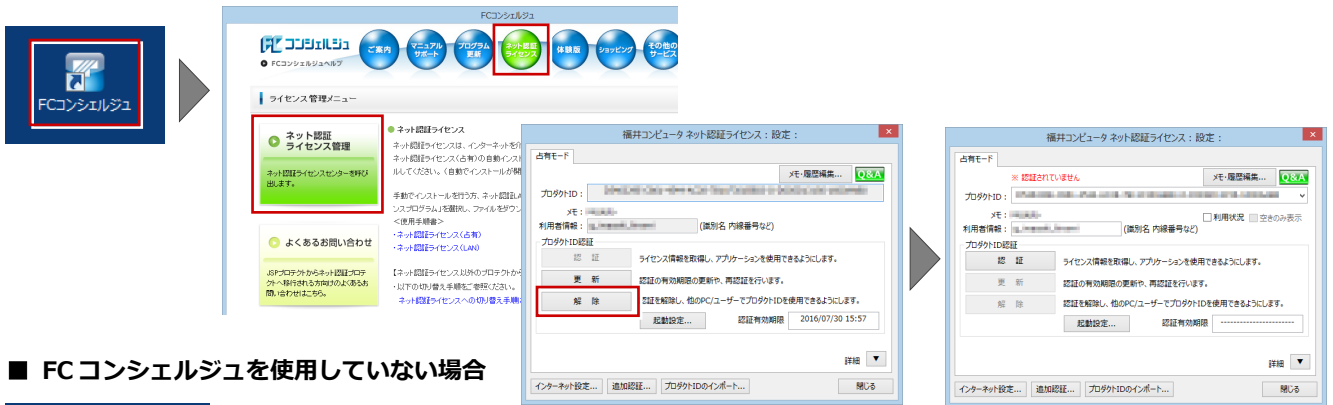 FCコンシェルジュ
FCコンシェルジュ
FC コンシェルジュ
FCコンシェルジュヘルプ
ご案内
マニュアル
サポート
プログラム
更新
ネット認証
ライセンス
体験版
ショッピング
その他の
サービス
ライセンス管理メニュー
ネット認証
ライセンス管理
ネット認証ライセンスセンターを呼び
出します。
よくあるお問い合わせ
JSPプロテクトからネット認証プロテ
クトへ移行される方向けのよくあるお
問い合わせはこちら。
ネット認証ライセンス
ネット認証ライセンスは、インターネットを
ネット認証ライセンス(占有)の自動インス
ルしてください。(自動でインストールが
手動でインストールを行う方、ネット認証
ンスプログラム」を選択し、ファイルをダウン
<使用手順書>
・ネット認証ライセンス(占有)
・ネット認証ライセンス(LAN)
【ネット認証ライセンス以外のプロテクトから
・以下の切り替え手順をご参照ください。
ネット認証ライセンスへの切り替え手順
福井コンピュータ ネット認証ライセンス:設定:
×
占有モード
メモ・履歴編集...
Q&A
プロダクトID:
メモ:
利用者情報:
(識別名 内線番号など)
プロダクトID認証
認 証
ライセンス情報を取得し、アプリケーションを使用できるようにします。
更 新
認証の有効期限の更新や、再認証を行います。
解 除
認証を解除し、他のPC/ユーザーでプロダクトIDを使用できるようにします。
起動設定...
認証有効期限
2016/07/30 15:57
詳細 ▼
インターネット設定...
追加認証...
プロダクトIDのインポート...
閉じる
福井コンピュータ ネット認証ライセンス:設定:
×
占有モード
※ 認証されていません
メモ・履歴編集...
Q&A
プロダクトID:
メモ:
利用状況
空きのみ表示
利用者情報:
(識別名 内線番号など)
プロダクトID認証
認 証
ライセンス情報を取得し、アプリケーションを使用できるようにします。
更 新
認証の有効期限の更新や、再認証を行います。
解 除
認証を解除し、他のPC/ユーザーでプロダクトIDを使用できるようにします。
起動設定...
認証有効期限
-----------------------
詳細 ▼
インターネット設定...
追加認証...
プロダクトIDのインポート...
閉じる
■ FC コンシェルジュを使用していない場合